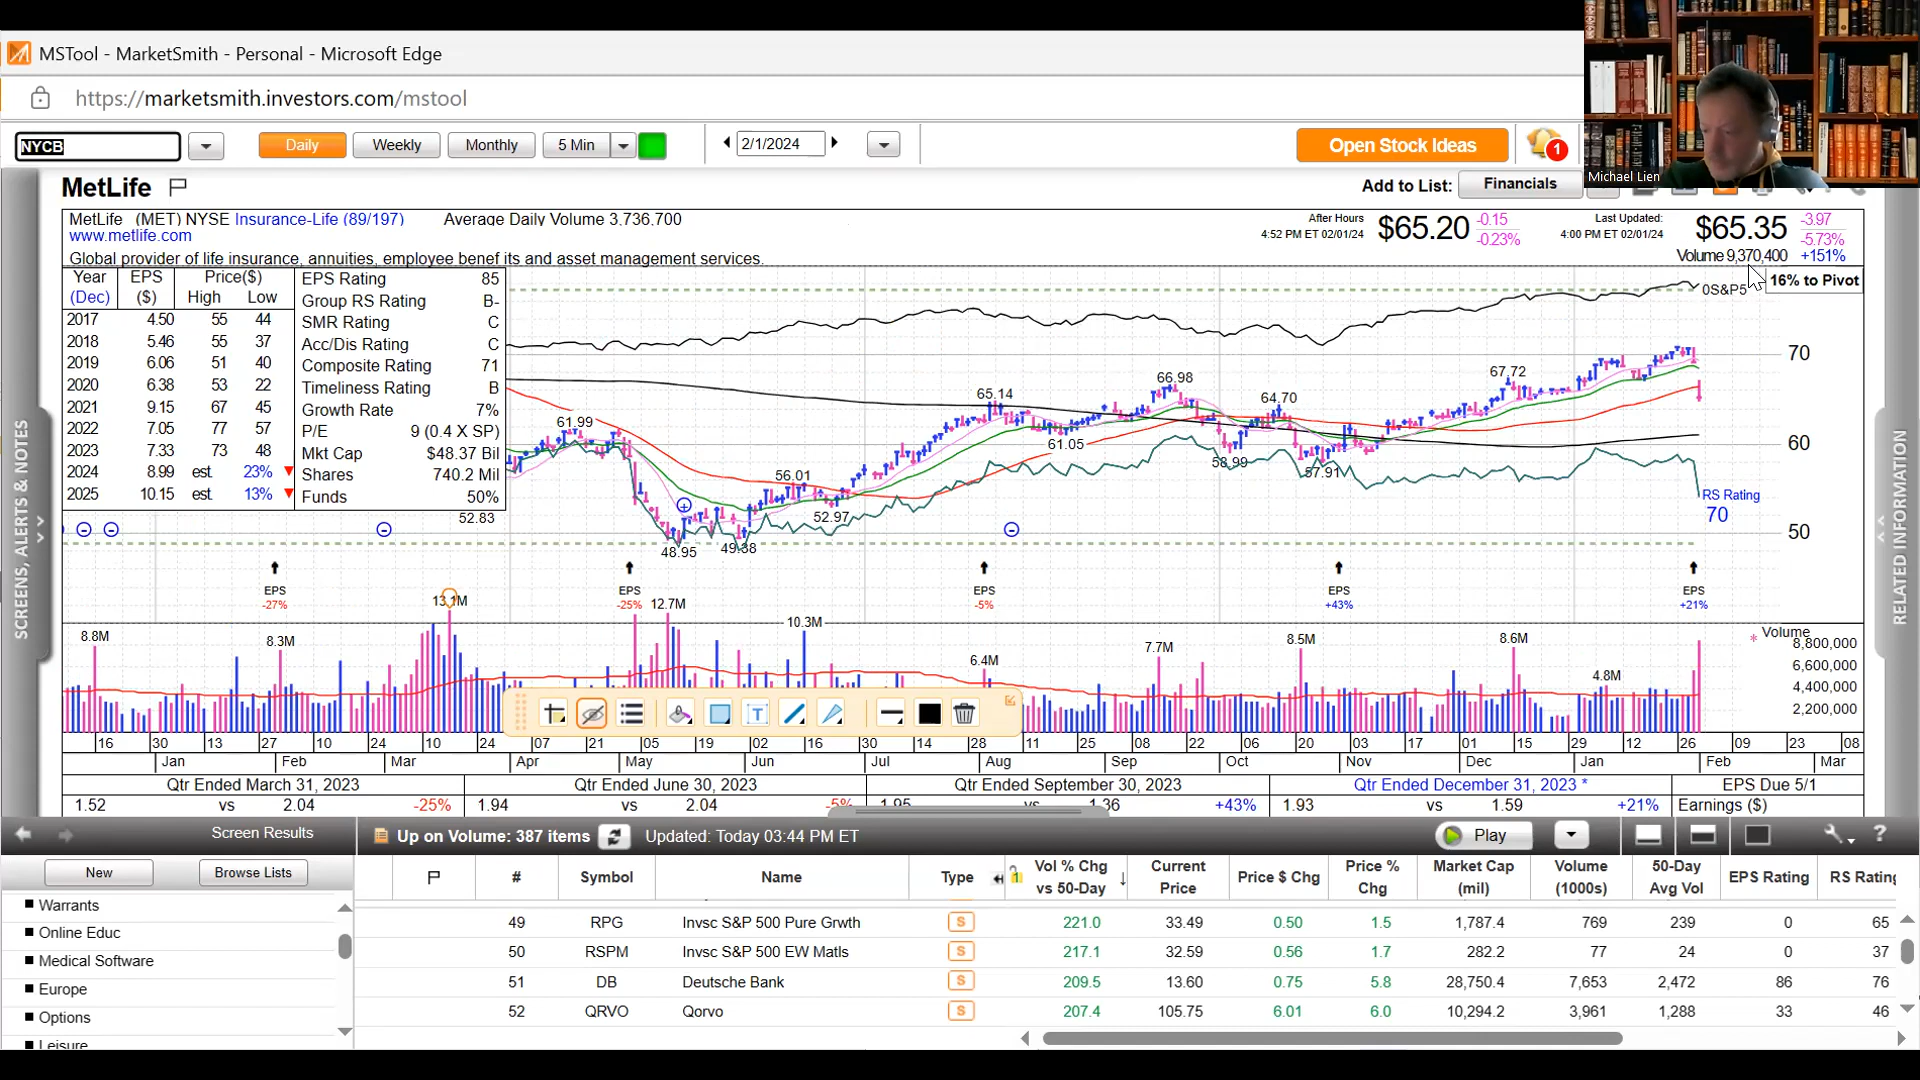 MSTool - MarketSmith - Personal - Microsoft Edge
https://marketsmith.investors.com/mstool
NYCB
Daily
Weekly
Monthly
5 Min
2/1/2024
Open Stock Ideas
1
Michael Lien
MetLife
Add to List:
Financials
MetLife (MET) NYSE Insurance-Life (89/197) Average Daily Volume 3,736,700
www.metlife.com
Global provider of life insurance, annuities, employee benef its and asset management services.
After Hours
4:52 PM ET 02/01/24
$65.20
-0.15
-0.23%
Last Updated:
4:00 PM ET 02/01/24
$65.35
-3.97
-5.73%
Volume 9,370,400
+151%
16% to Pivot
Year EPS Price($)
(Dec) ($) High Low
2017 4.50 55 44
2018 5.46 55 37
2019 6.06 51 40
2020 6.38 53 22
2021 9.15 67 45
2022 7.05 77 57
2023 7.33 73 48
2024 8.99 est. 23%
2025 10.15 est. 13%
EPS Rating 85
Group RS Rating B-
SMR Rating C
Acc/Dis Rating C
Composite Rating 71
Timeliness Rating B
Growth Rate 7%
P/E 9 (0.4 X SP)
Mkt Cap $48.37 Bil
Shares 740.2 Mil
Funds 50%
52.83
0S&P5
70
60
50
61.99
48.95
49.38
56.01
52.97
65.14
61.05
66.98
58.99
64.70
57.91
67.72
RS Rating
70
EPS
-27%
EPS
-25%
EPS
-5%
EPS
+43%
EPS
+21%
8.8M
8.3M
13.1M
12.7M
10.3M
6.4M
7.7M
8.5M
8.6M
4.8M
* Volume
8,800,000
6,600,000
4,400,000
2,200,000
T
16 30 13 27 10 24 10 24 07 21 05 19 02 16 30 14 28 11 25 08 22 06 20 03 17 01 15 29 12 26 09 23 08
Jan Feb Mar Apr May Jun Jul Aug Sep Oct Nov Dec Jan Feb Mar
Qtr Ended March 31, 2023
Qtr Ended June 30, 2023
Qtr Ended September 30, 2023
Qtr Ended December 31, 2023 *
EPS Due 5/1
1.52 vs 2.04 -25%
1.94 vs 2.04 -5%
1.95 vs 1.36 +43%
1.93 vs 1.59 +21%
Earnings ($)
SCREENS, ALERTS & NOTES
RELATED INFORMATION
Screen Results
Up on Volume: 387 items
Updated: Today 03:44 PM ET
Play
?
New
Browse Lists
Warrants
Online Educ
Medical Software
Europe
Options
Leisure
# Symbol Name Type Vol % Chg vs 50-Day Current Price Price $ Chg Price % Chg Market Cap (mil) Volume (1000s) 50-Day Avg Vol EPS Rating RS Rating
49 RPG Invsc S&P 500 Pure Grwth S 221.0 33.49 0.50 1.5 1,787.4 769 239 0 65
50 RSPM Invsc S&P 500 EW Matls S 217.1 32.59 0.56 1.7 282.2 77 24 0 37
51 DB Deutsche Bank S 209.5 13.60 0.75 5.8 28,750.4 7,653 2,472 86 76
52 QRVO Qorvo S 207.4 105.75 6.01 6.0 10,294.2 3,961 1,288 33 46